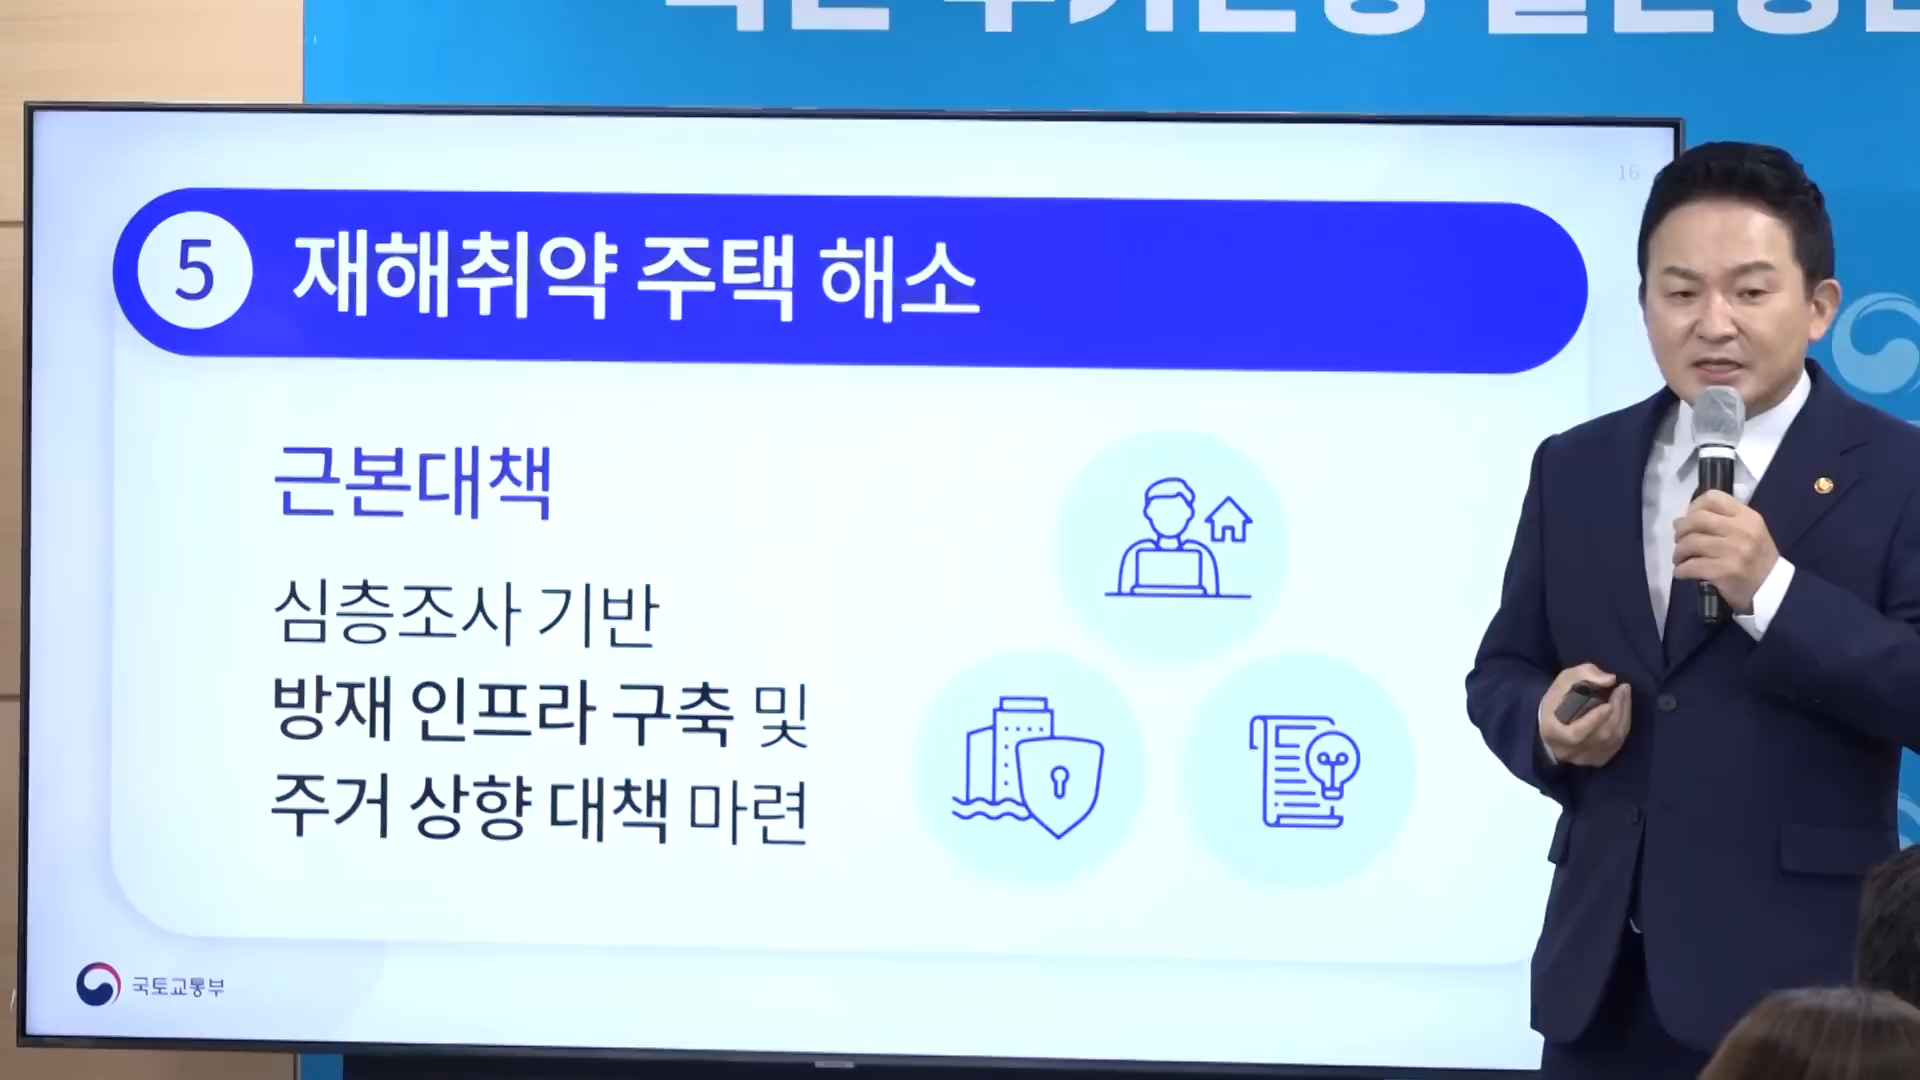 16
5 재해취약 주택 해소
근본대책
심층조사 기반
방재 인프라 구축 및
주거 상향 대책 마련
국토교통부